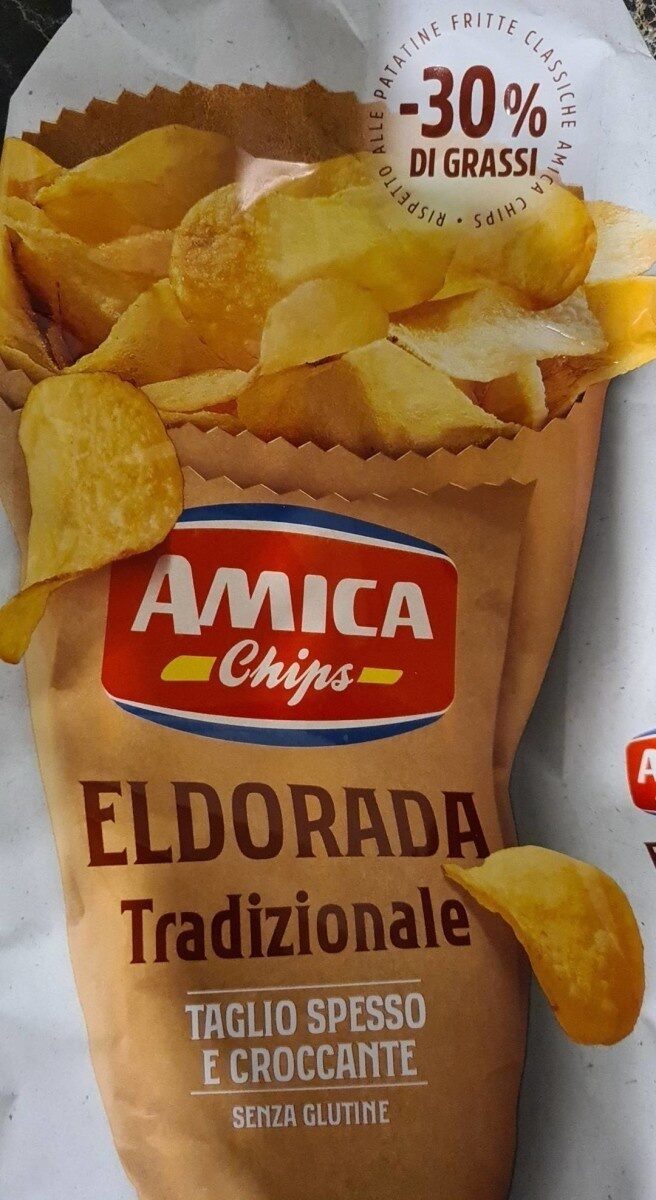 RISPETTO ALLE PATATINE FRITTE CLASSICHE AMICA CHIPS •
-30%
DI GRASSI
AMICA
Chips
ELDORADA
Tradizionale
TAGLIO SPESSO
E CROCCANTE
SENZA GLUTINE
A